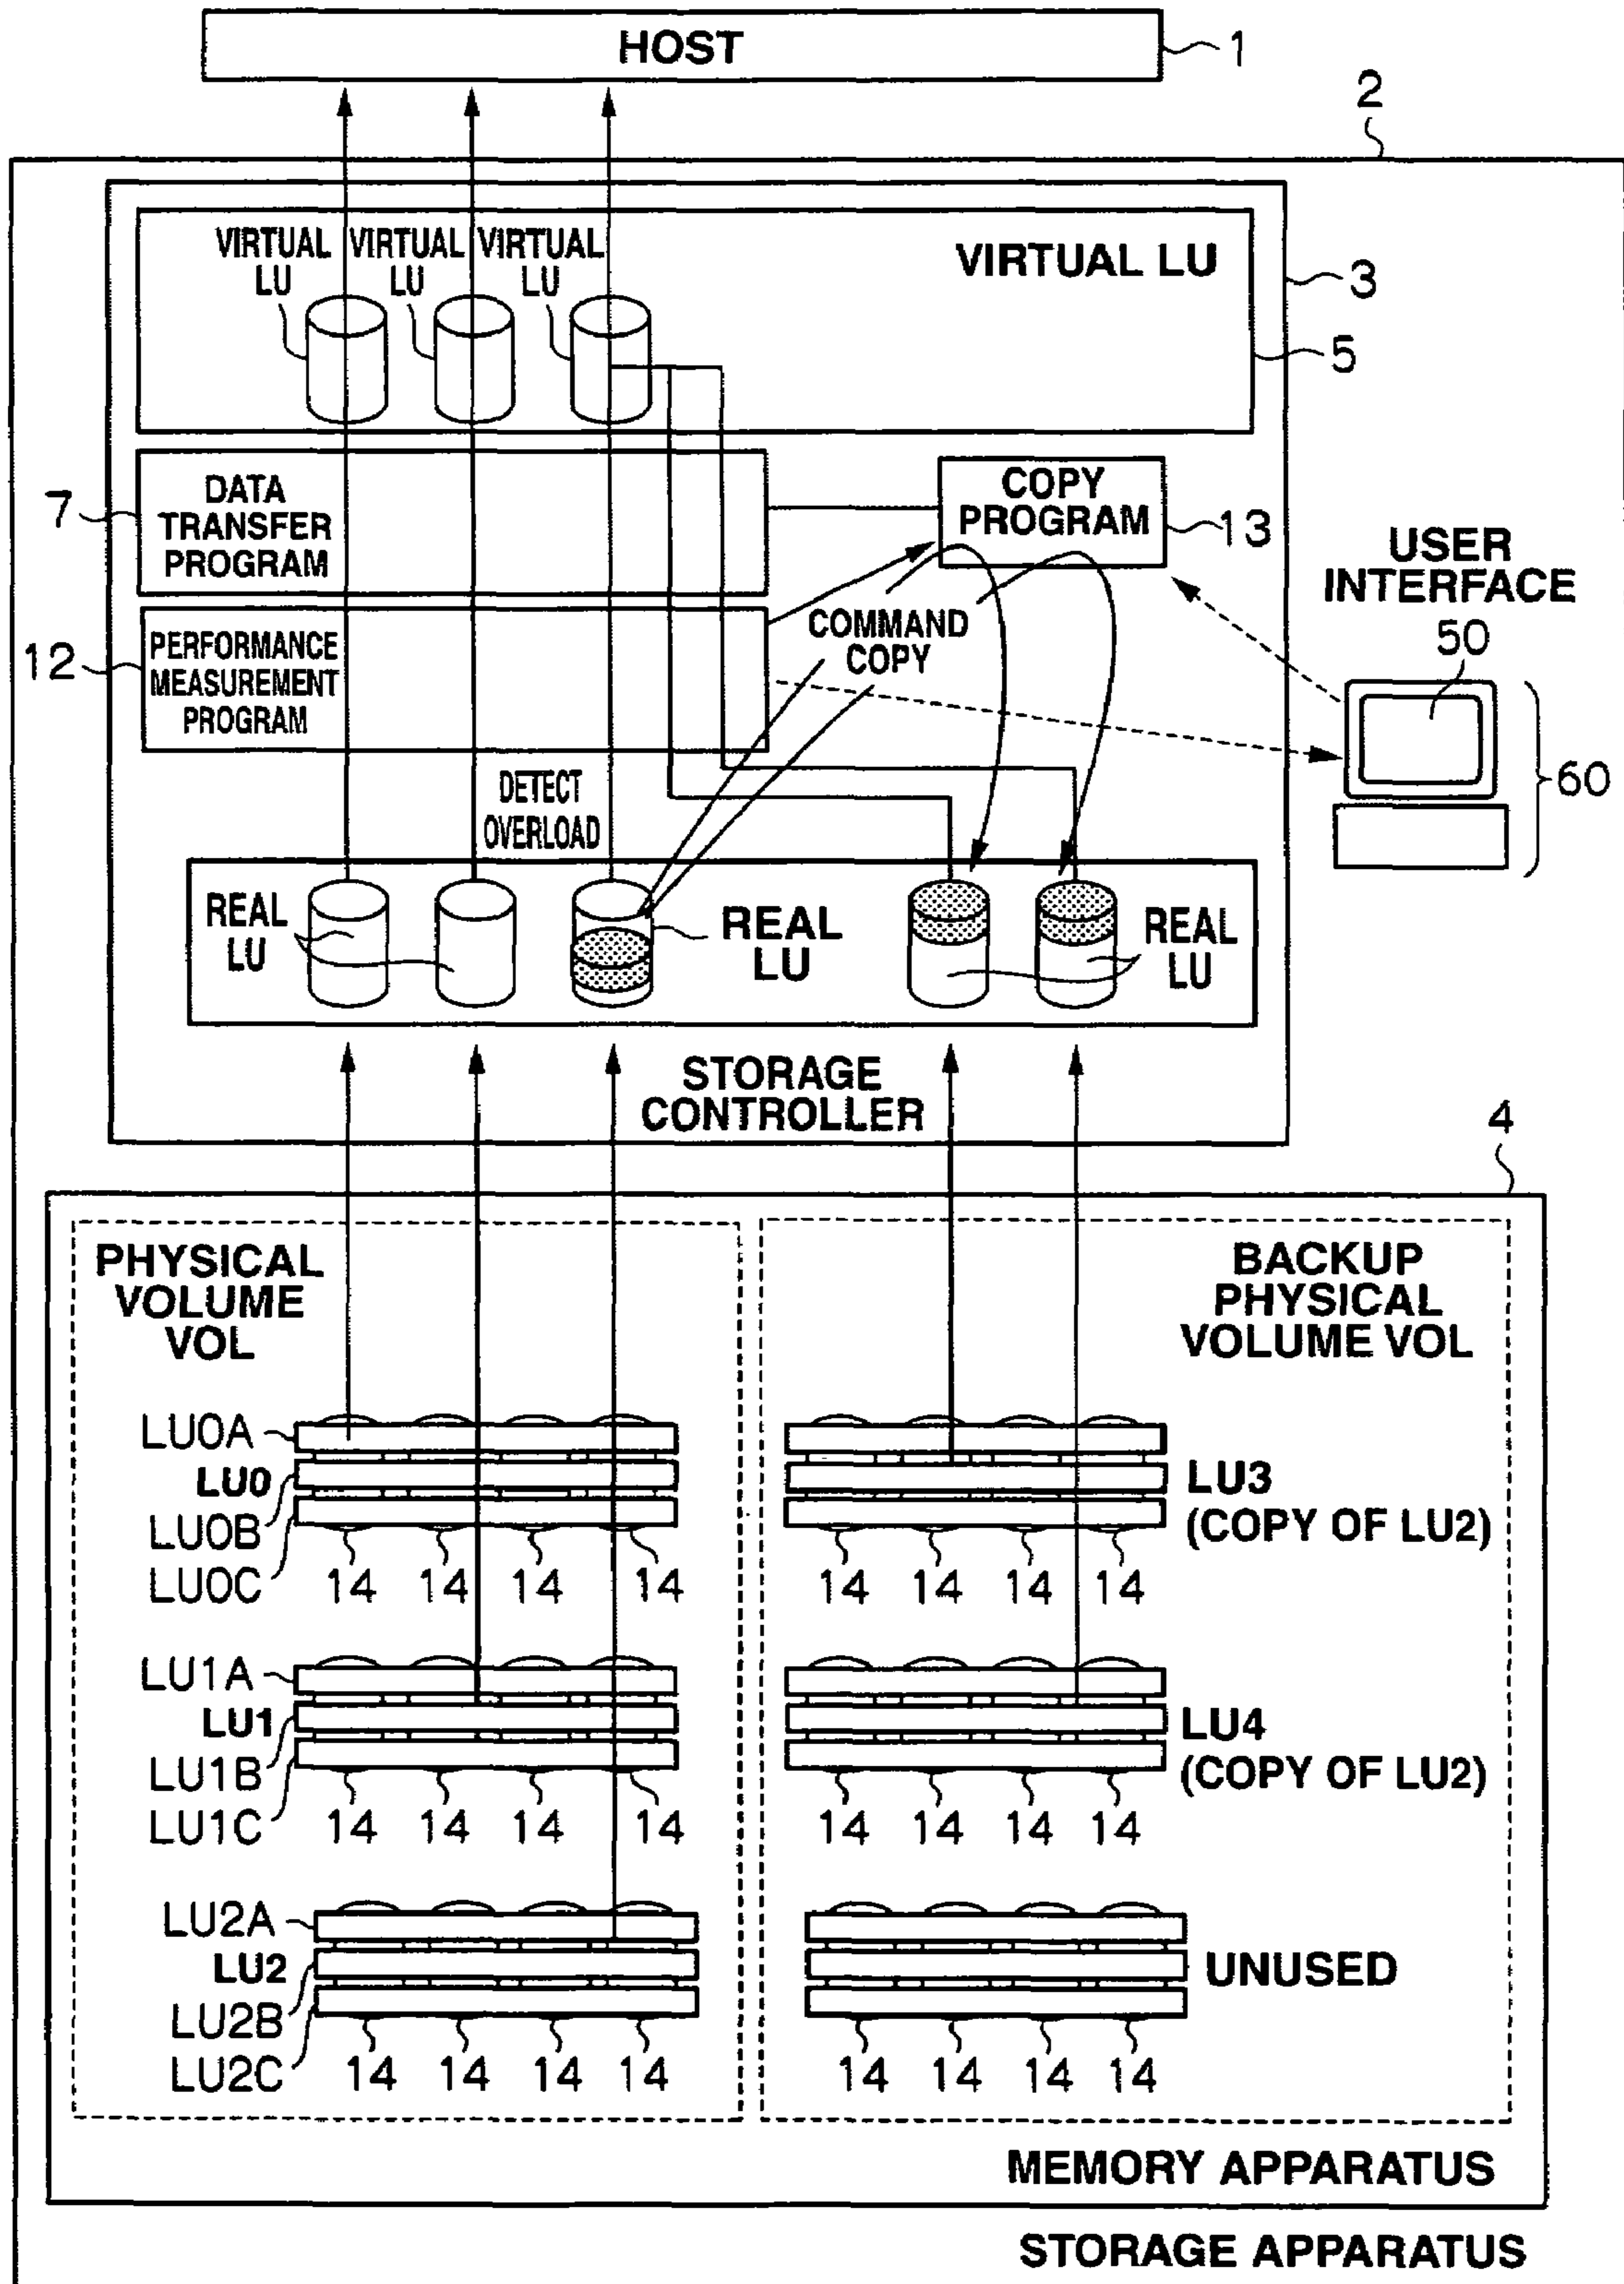 HOST
1
2
VIRTUAL VIRTUAL VIRTUAL
LU LU LU
VIRTUAL LU
3
5
7
DATA
TRANSFER
PROGRAM
COPY
PROGRAM
13
USER
INTERFACE
50
60
12
PERFORMANCE
MEASUREMENT
PROGRAM
COMMAND
COPY
DETECT
OVERLOAD
REAL
LU
REAL
LU
REAL
LU
STORAGE
CONTROLLER
4
PHYSICAL
VOLUME
VOL
BACKUP
PHYSICAL
VOLUME VOL
LU0A
LU0
LU0B
LU0C
14 14 14 14
LU3
(COPY OF LU2)
14 14 14 14
LU1A
LU1
LU1B
LU1C
14 14 14 14
LU4
(COPY OF LU2)
14 14 14 14
LU2A
LU2
LU2B
LU2C
14 14 14 14
UNUSED
14 14 14 14
MEMORY APPARATUS
STORAGE APPARATUS